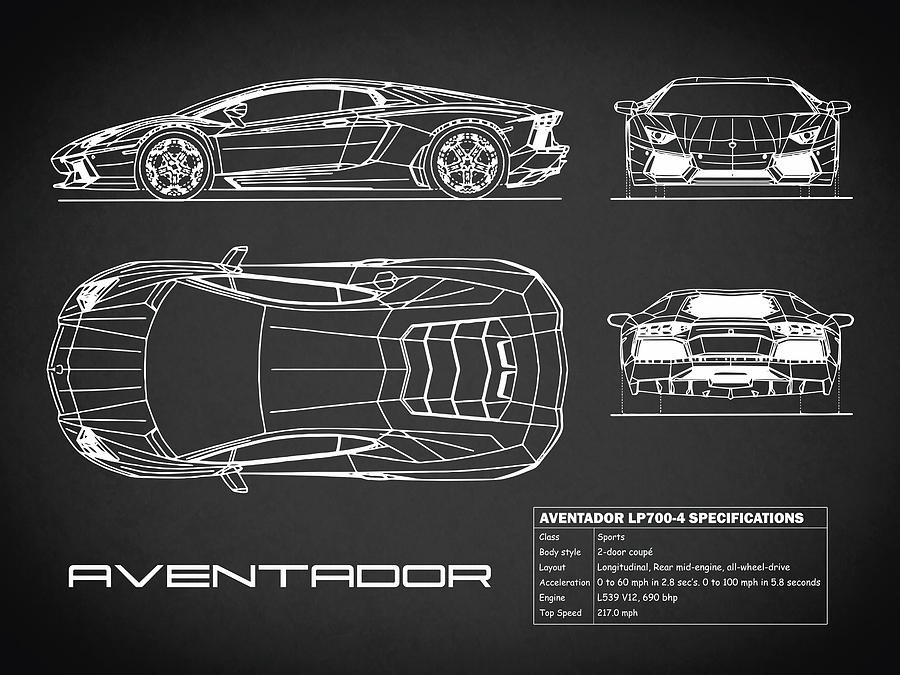 AVENTADOR
AVENTADOR LP700-4 SPECIFICATIONS
Class Sports
Body style 2-door coupé
Layout Longitudinal, Rear mid-engine, all-wheel-drive
Acceleration 0 to 60 mph in 2.8 sec's. 0 to 100 mph in 5.8 seconds
Engine L539 V12, 690 bhp
Top Speed 217.0 mph